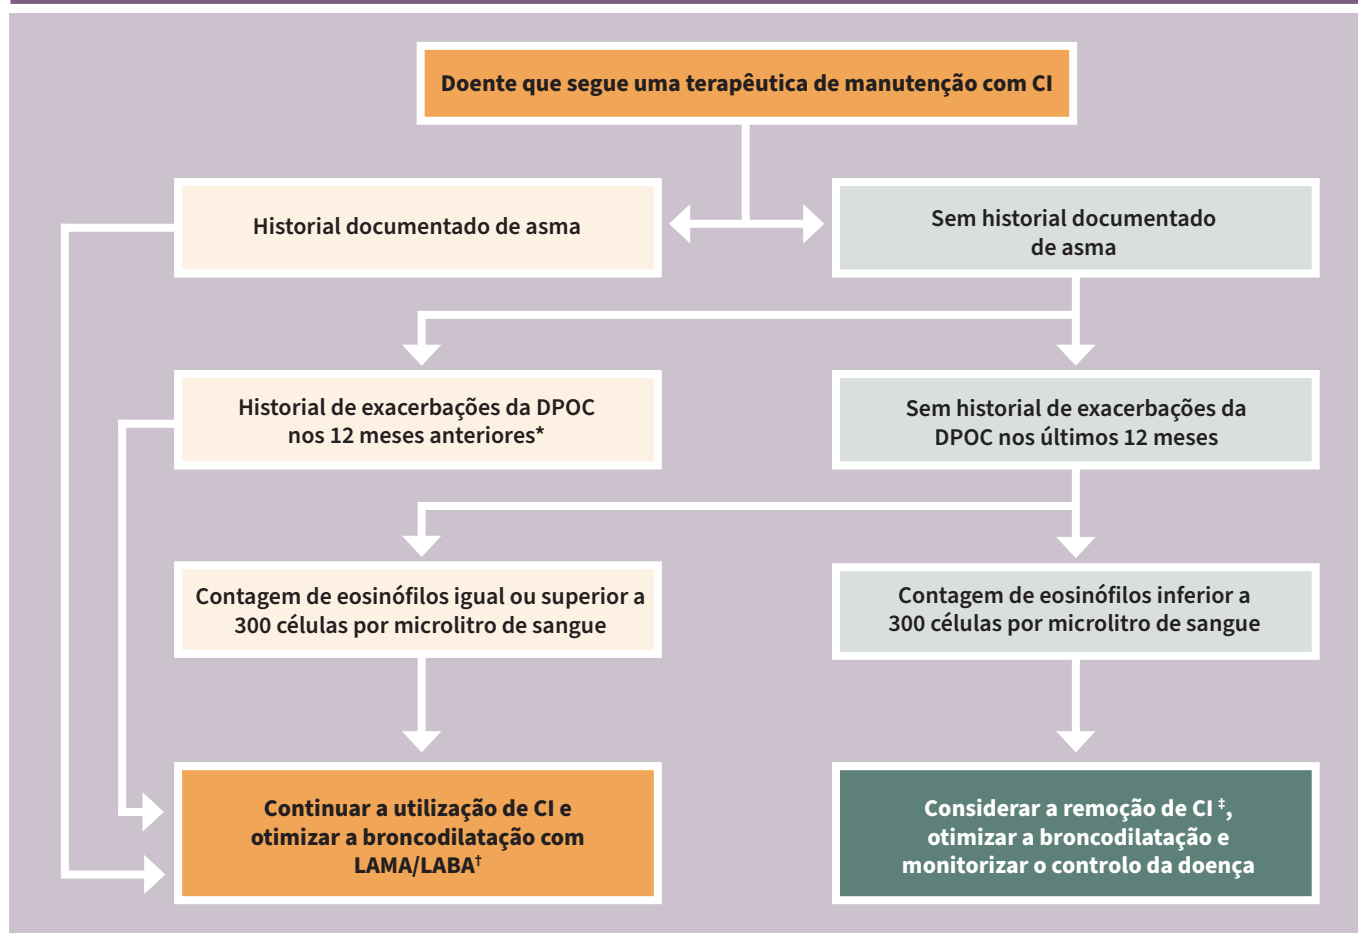 Doente que segue uma terapêutica de manutenção com CI
Historial documentado de asma
Sem historial documentado
de asma
Historial de exacerbações da DPOC
nos 12 meses anteriores*
Sem historial de exacerbações da
DPOC nos últimos 12 meses
Contagem de eosinófilos igual ou superior a
300 células por microlitro de sangue
Contagem de eosinófilos inferior a
300 células por microlitro de sangue
Continuar a utilização de CI e
otimizar a broncodilatação com
LAMA/LABA†
Considerar a remoção de CI ‡,
otimizar a broncodilatação e
monitorizar o controlo da doença